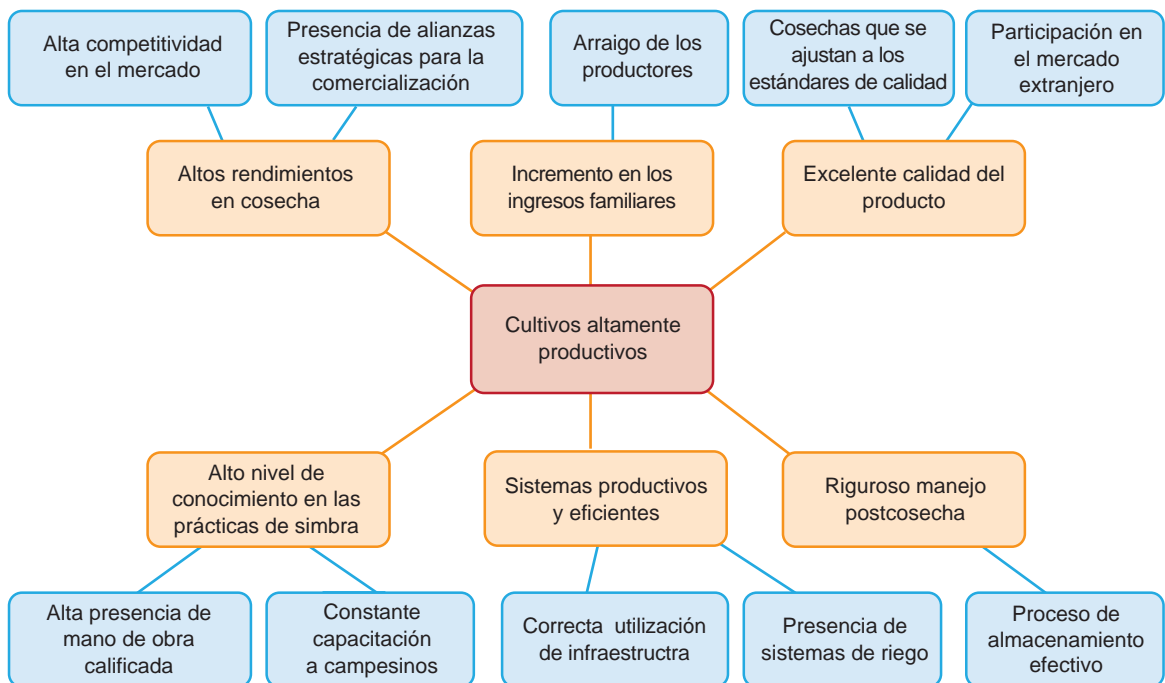 Alta competitividad
en el mercado
Presencia de alianzas
estratégicas para la
comercialización
Arraigo de los
productores
Cosechas que se
ajustan a los
estándares de calidad
Participación en
el mercado
extranjero
Altos rendimientos
en cosecha
Incremento en los
ingresos familiares
Excelente calidad del
producto
Cultivos altamente
productivos
Alto nivel de
conocimiento en las
prácticas de simbra
Sistemas productivos
y eficientes
Riguroso manejo
postcosecha
Alta presencia de
mano de obra
calificada
Constante
capacitación
a campesinos
Correcta utilización
de infraestructra
Presencia de
sistemas de riego
Proceso de
almacenamiento
efectivo